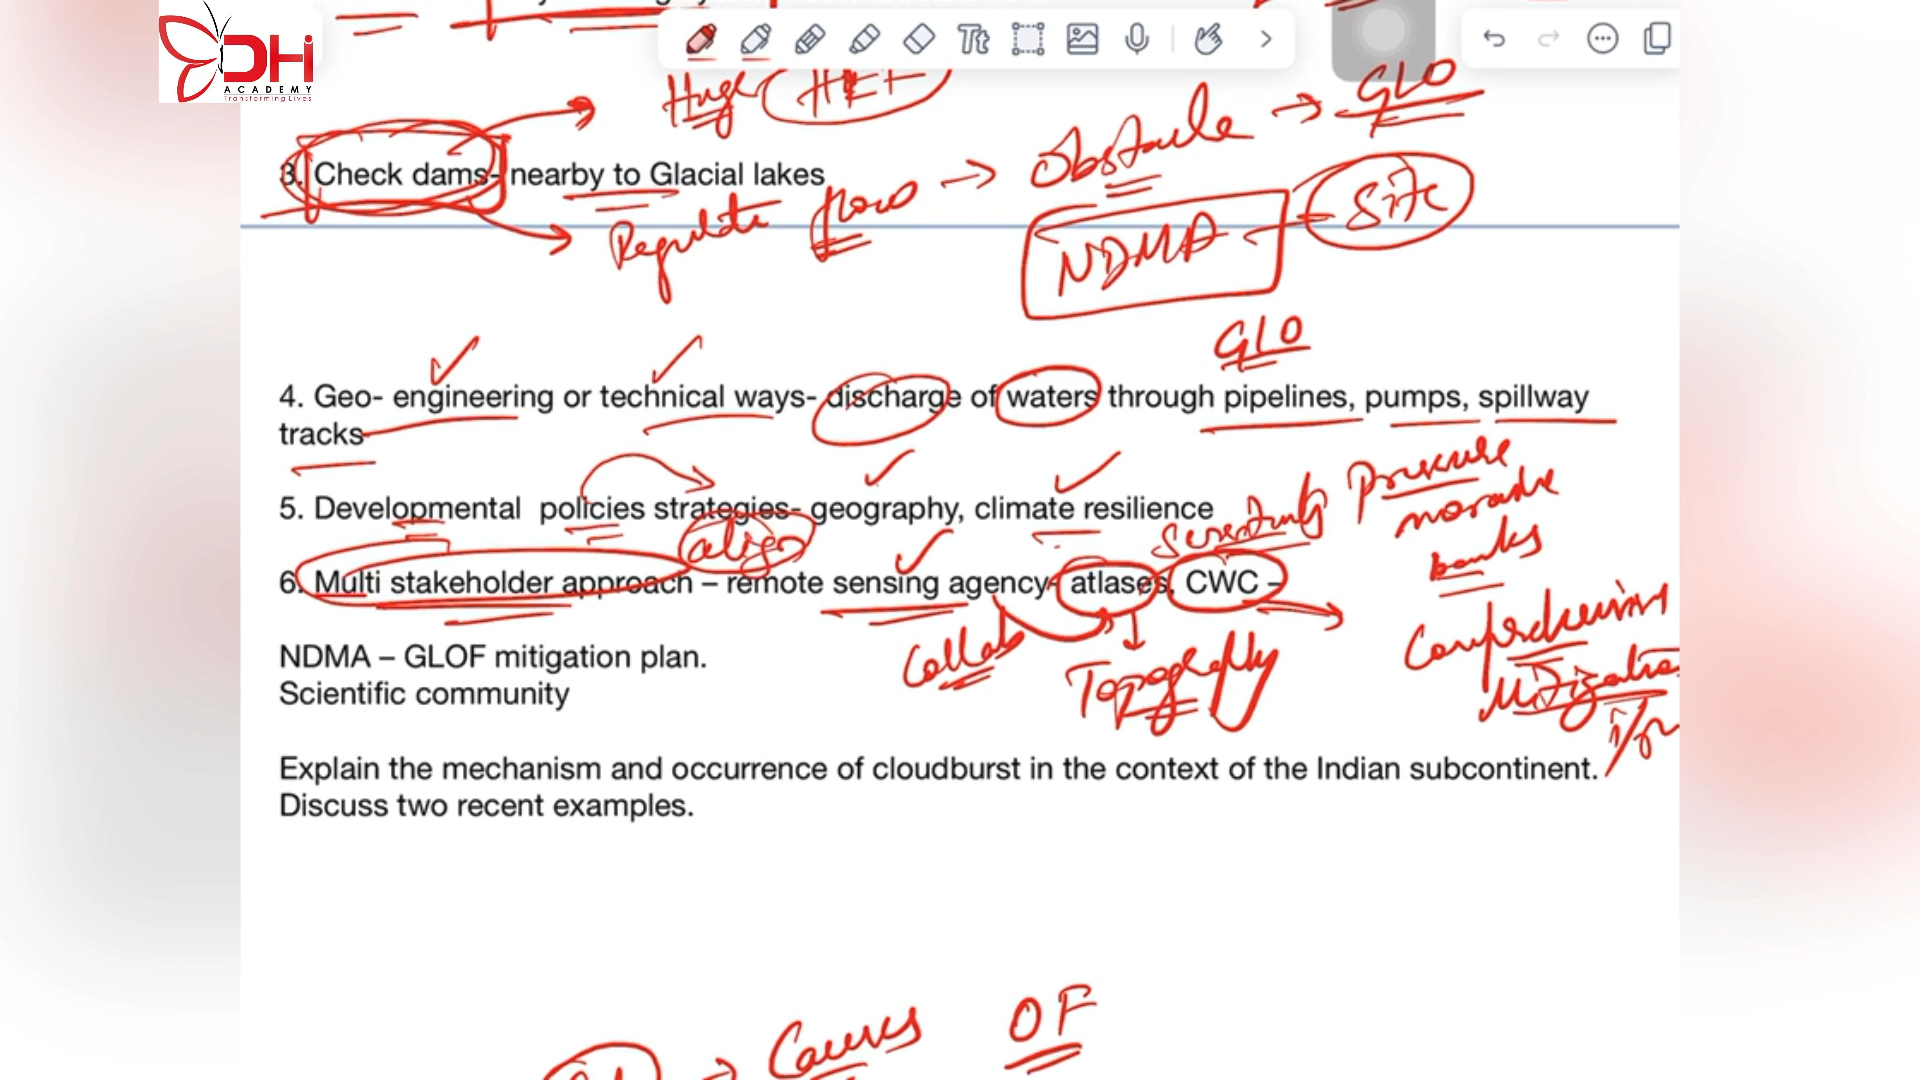 DHi
ACADEMY
Transforming Lives
Tt
Huge HEP
GLO
Obstacle
3. Check dams- nearby to Glacial lakes
Regulate flow
Site
NDMA
GLO
4. Geo- engineering or technical ways- discharge of waters through pipelines, pumps, spillway
tracks
5. Developmental policies strategies- geography, climate resilience
align
banks
6. Multi stakeholder approach – remote sensing agency- atlases, CWC –
Collab
Topography
NDMA – GLOF mitigation plan.
Scientific community
Explain the mechanism and occurrence of cloudburst in the context of the Indian subcontinent.
Discuss two recent examples.
Causes OF